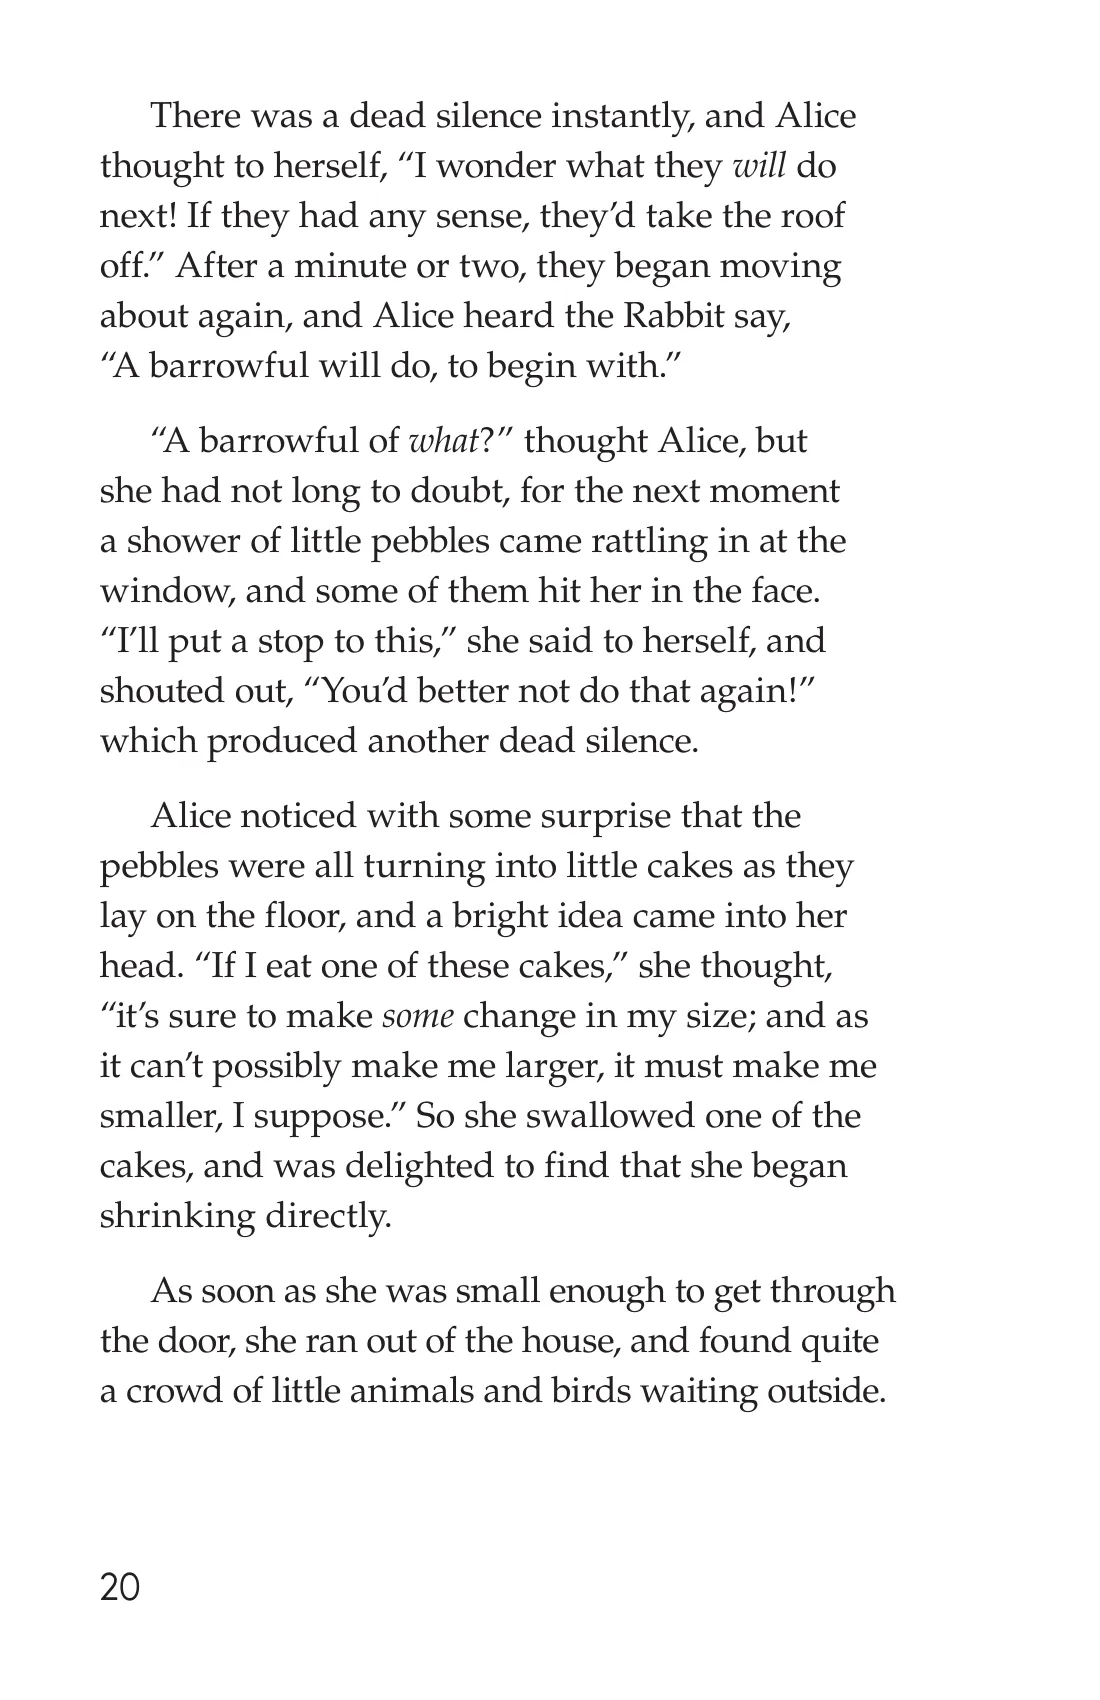 There was a dead silence instantly, and Alice
thought to herself, “I wonder what they will do
next! If they had any sense, they’d take the roof
off.” After a minute or two, they began moving
about again, and Alice heard the Rabbit say,
“A barrowful will do, to begin with.”
“A barrowful of what?” thought Alice, but
she had not long to doubt, for the next moment
a shower of little pebbles came rattling in at the
window, and some of them hit her in the face.
“I’ll put a stop to this,” she said to herself, and
shouted out, “You’d better not do that again!”
which produced another dead silence.
Alice noticed with some surprise that the
pebbles were all turning into little cakes as they
lay on the floor, and a bright idea came into her
head. “If I eat one of these cakes,” she thought,
“it’s sure to make some change in my size; and as
it can’t possibly make me larger, it must make me
smaller, I suppose.” So she swallowed one of the
cakes, and was delighted to find that she began
shrinking directly.
As soon as she was small enough to get through
the door, she ran out of the house, and found quite
a crowd of little animals and birds waiting outside.
20